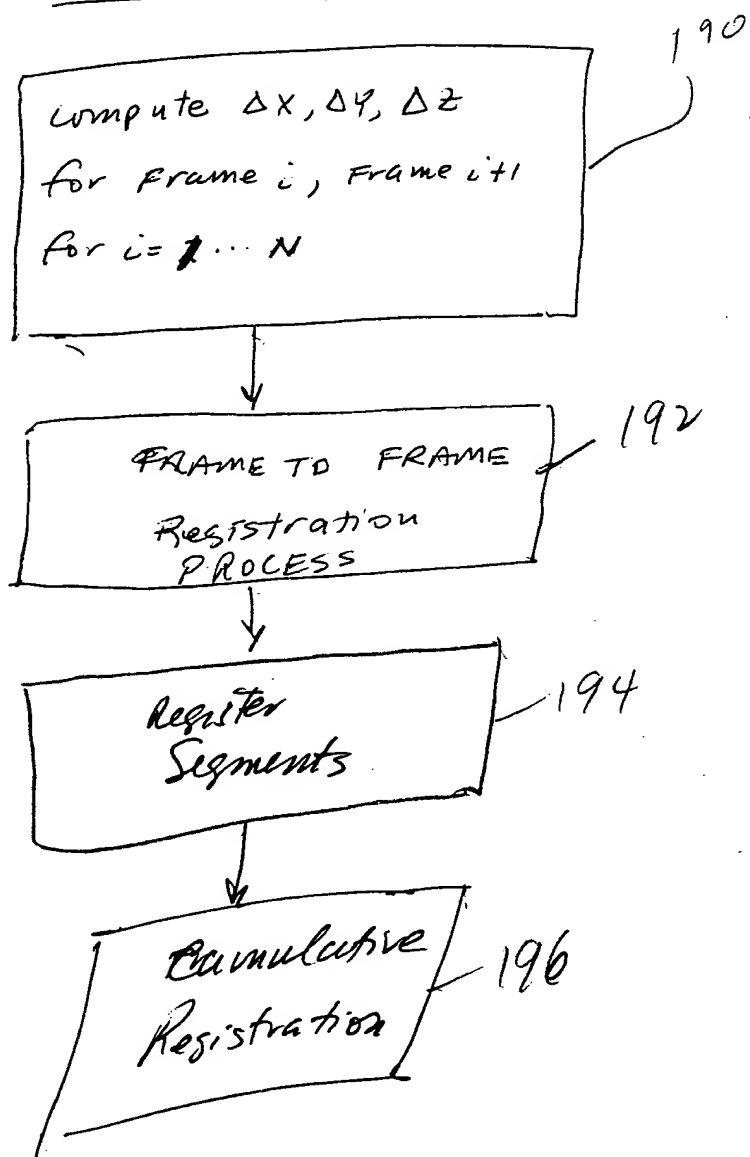 190
compute ΔX, ΔY, ΔZ
for Frame i, Frame i+1
for i= 1 ... N
192
FRAME TO FRAME
Registration
PROCESS
194
Register
Segments
196
Cumulative
Registration